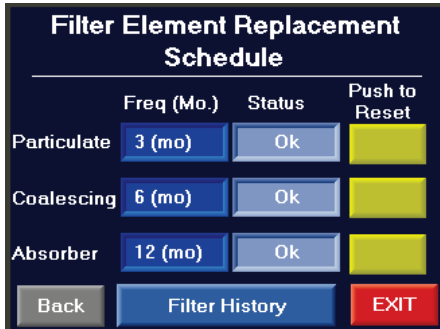 Filter Element Replacement
Schedule
Freq (Mo.) Status Push to
Reset
Particulate 3 (mo) Ok
Coalescing 6 (mo) Ok
Absorber 12 (mo) Ok
Back Filter History EXIT